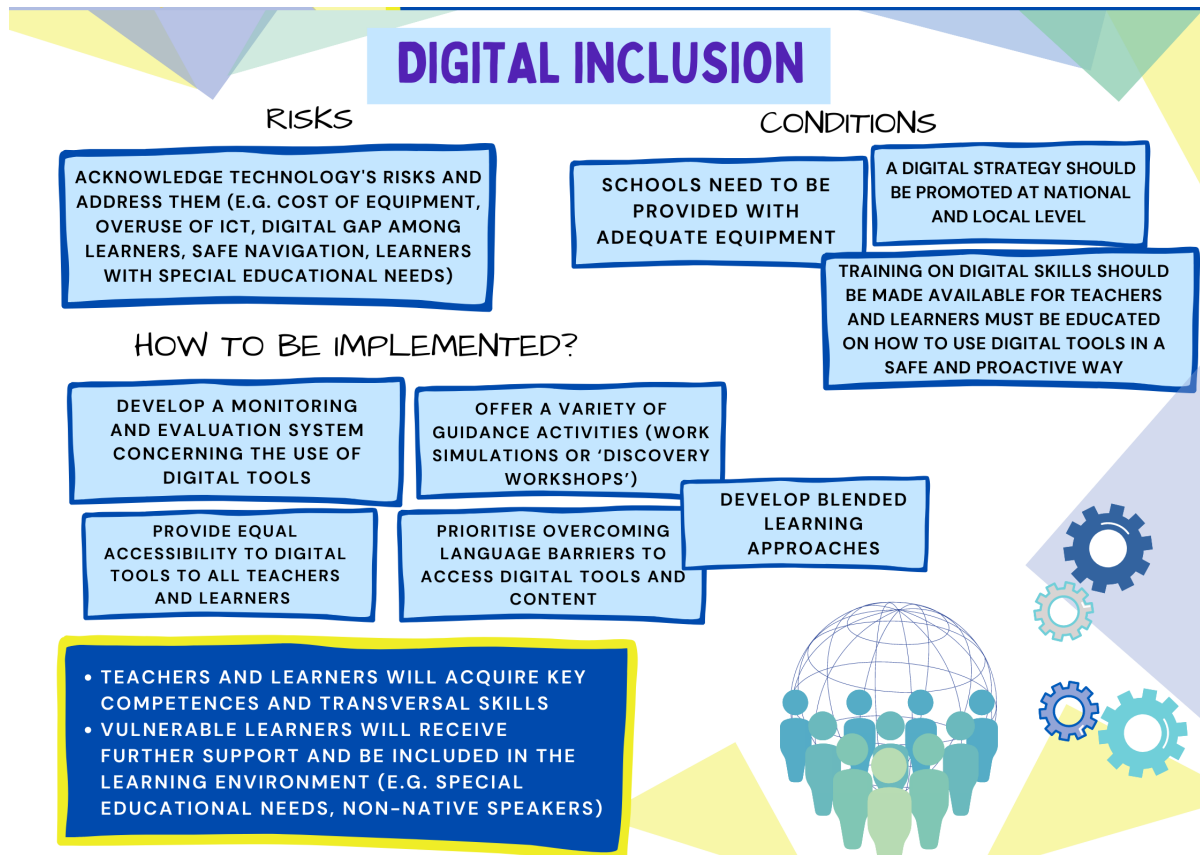 DIGITAL INCLUSION
RISKS
ACKNOWLEDGE TECHNOLOGY'S RISKS AND
ADDRESS THEM (E.G. COST OF EQUIPMENT,
OVERUSE OF ICT, DIGITAL GAP AMONG
LEARNERS, SAFE NAVIGATION, LEARNERS
WITH SPECIAL EDUCATIONAL NEEDS)
CONDITIONS
SCHOOLS NEED TO BE
PROVIDED WITH
ADEQUATE EQUIPMENT
A DIGITAL STRATEGY SHOULD
BE PROMOTED AT NATIONAL
AND LOCAL LEVEL
TRAINING ON DIGITAL SKILLS SHOULD
BE MADE AVAILABLE FOR TEACHERS
AND LEARNERS MUST BE EDUCATED
ON HOW TO USE DIGITAL TOOLS IN A
SAFE AND PROACTIVE WAY
HOW TO BE IMPLEMENTED?
DEVELOP A MONITORING
AND EVALUATION SYSTEM
CONCERNING THE USE OF
DIGITAL TOOLS
OFFER A VARIETY OF
GUIDANCE ACTIVITIES (WORK
SIMULATIONS OR ‘DISCOVERY
WORKSHOPS’)
PROVIDE EQUAL
ACCESSIBILITY TO DIGITAL
TOOLS TO ALL TEACHERS
AND LEARNERS
PRIORITISE OVERCOMING
LANGUAGE BARRIERS TO
ACCESS DIGITAL TOOLS AND
CONTENT
DEVELOP BLENDED
LEARNING
APPROACHES
• TEACHERS AND LEARNERS WILL ACQUIRE KEY
COMPETENCES AND TRANSVERSAL SKILLS
• VULNERABLE LEARNERS WILL RECEIVE
FURTHER SUPPORT AND BE INCLUDED IN THE
LEARNING ENVIRONMENT (E.G. SPECIAL
EDUCATIONAL NEEDS, NON-NATIVE SPEAKERS)